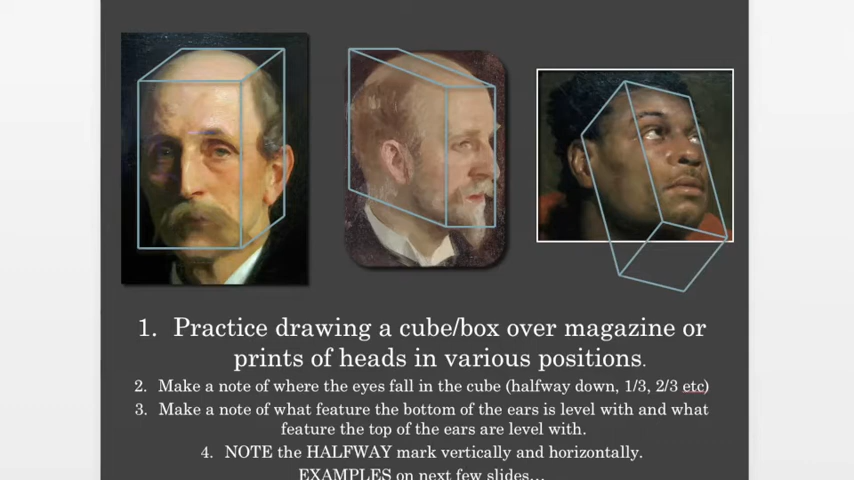 1. Practice drawing a cube/box over magazine or
prints of heads in various positions.
2. Make a note of where the eyes fall in the cube (halfway down, 1/3, 2/3 etc)
3. Make a note of what feature the bottom of the ears is level with and what
feature the top of the ears are level with.
4. NOTE the HALFWAY mark vertically and horizontally.
EXAMPLES on next few slides…